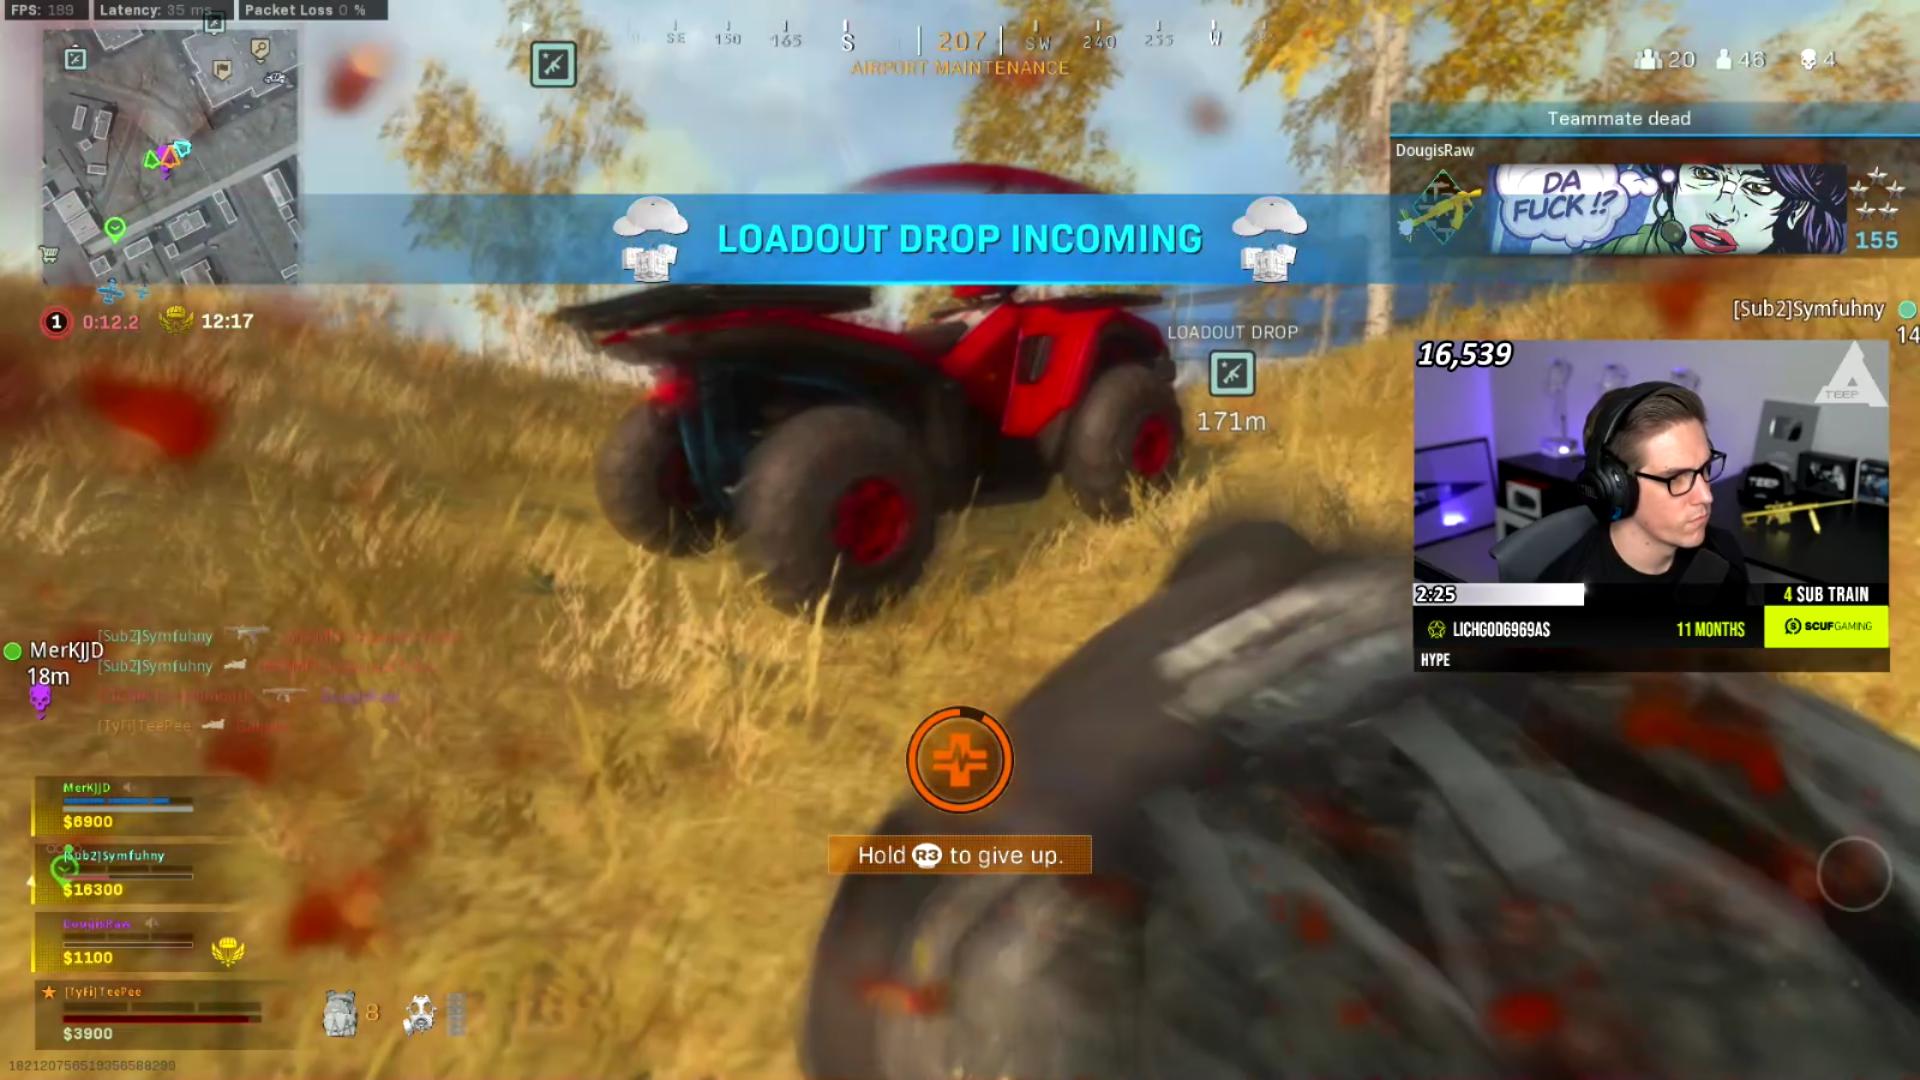 FPS: 189 Latency: 35 ms Packet Loss 0 %
SE 150 165 S 207 SW 240 255 W
AIRPORT MAINTENANCE
20 46 4
Teammate dead
DougisRaw
DA FUCK !?
155
LOADOUT DROP INCOMING
1 0:12.2 12:17
[Sub2]Symfuhny
14
LOADOUT DROP
171m
16,539
TEEP
2:25
4 SUB TRAIN
LICHGOD6969AS 11 MONTHS
SCUFGAMING
HYPE
MerKJJD
18m
[Sub2]Symfuhny
[Sub2]Symfuhny
[TyFi]TeePee
Hold R3 to give up.
MerKJJD
$6900
[Sub2]Symfuhny
$16300
DougisRaw
$1100
[TyFi]TeePee
$3900
8